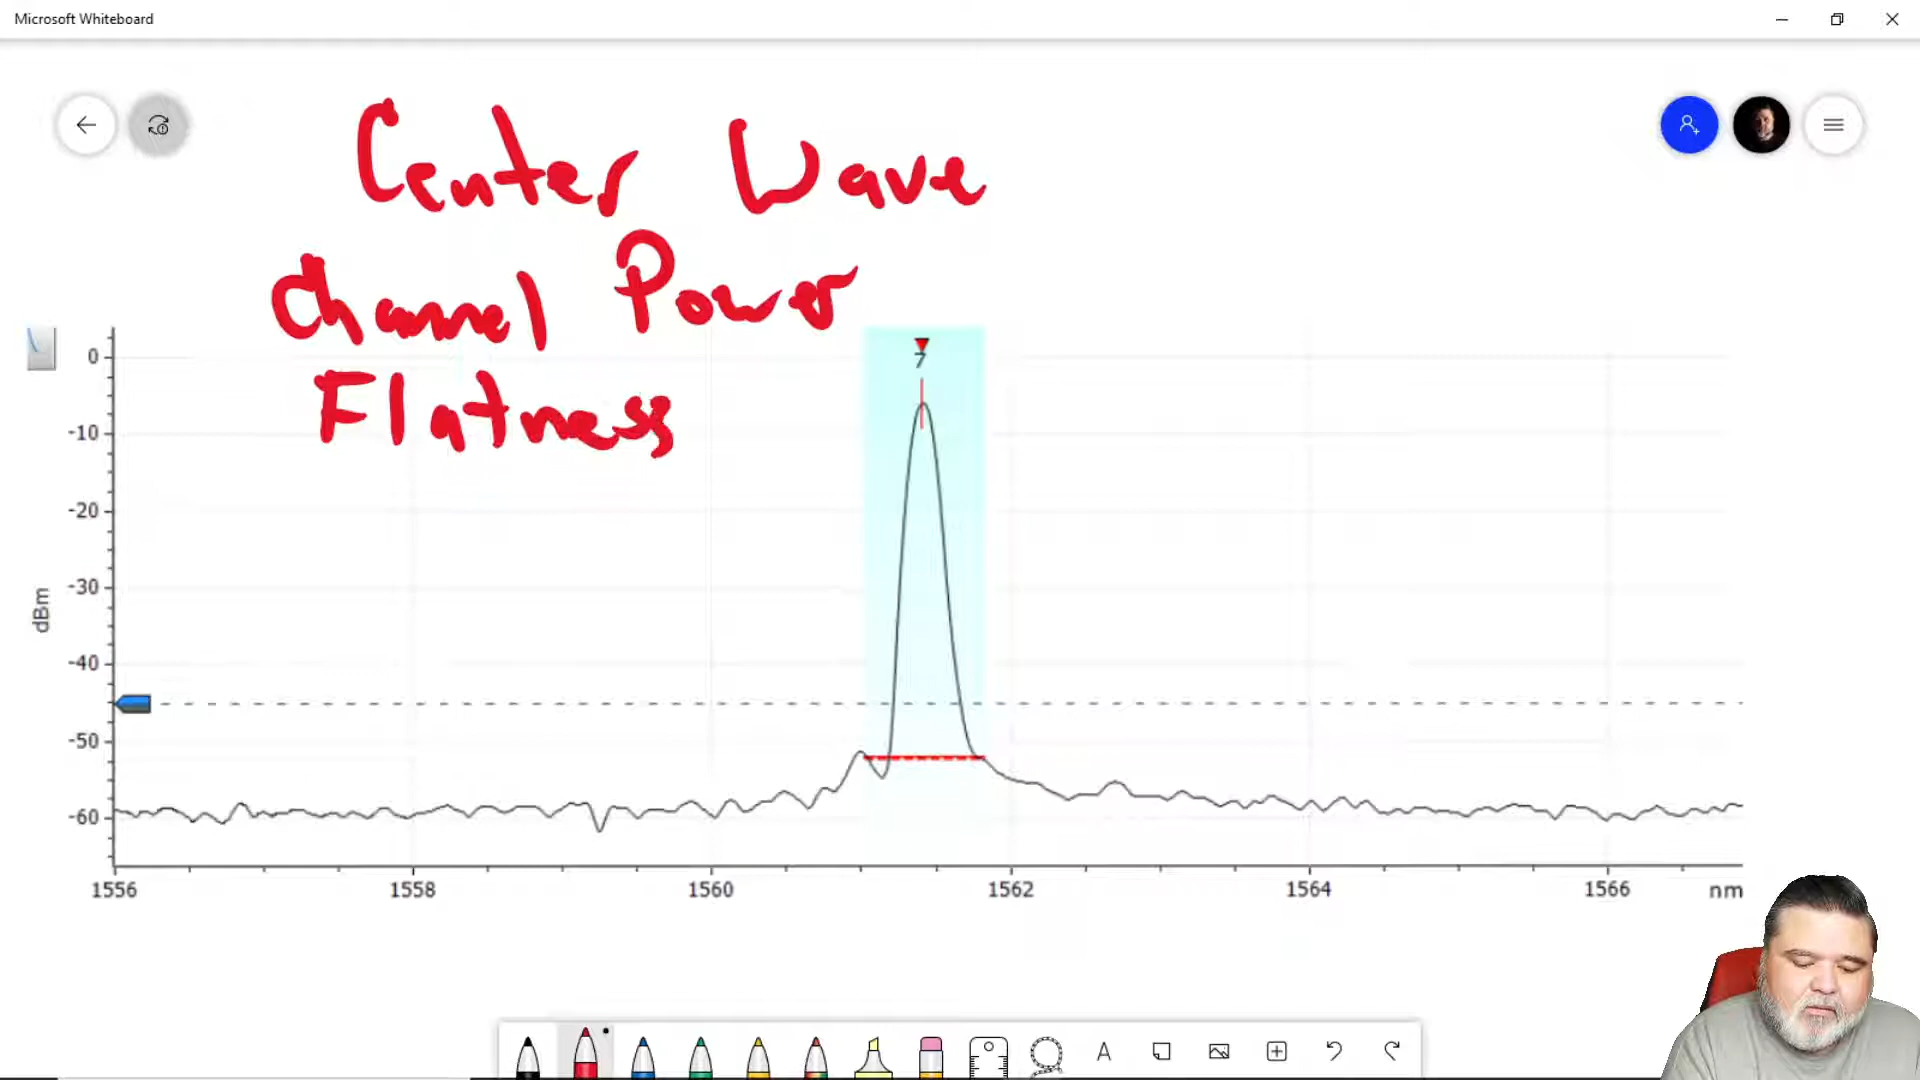 Microsoft Whiteboard
Center Wave
Channel Power
Flatness
7
0
-10
-20
-30
-40
-50
-60
dBm
1556 1558 1560 1562 1564 1566 nm
A